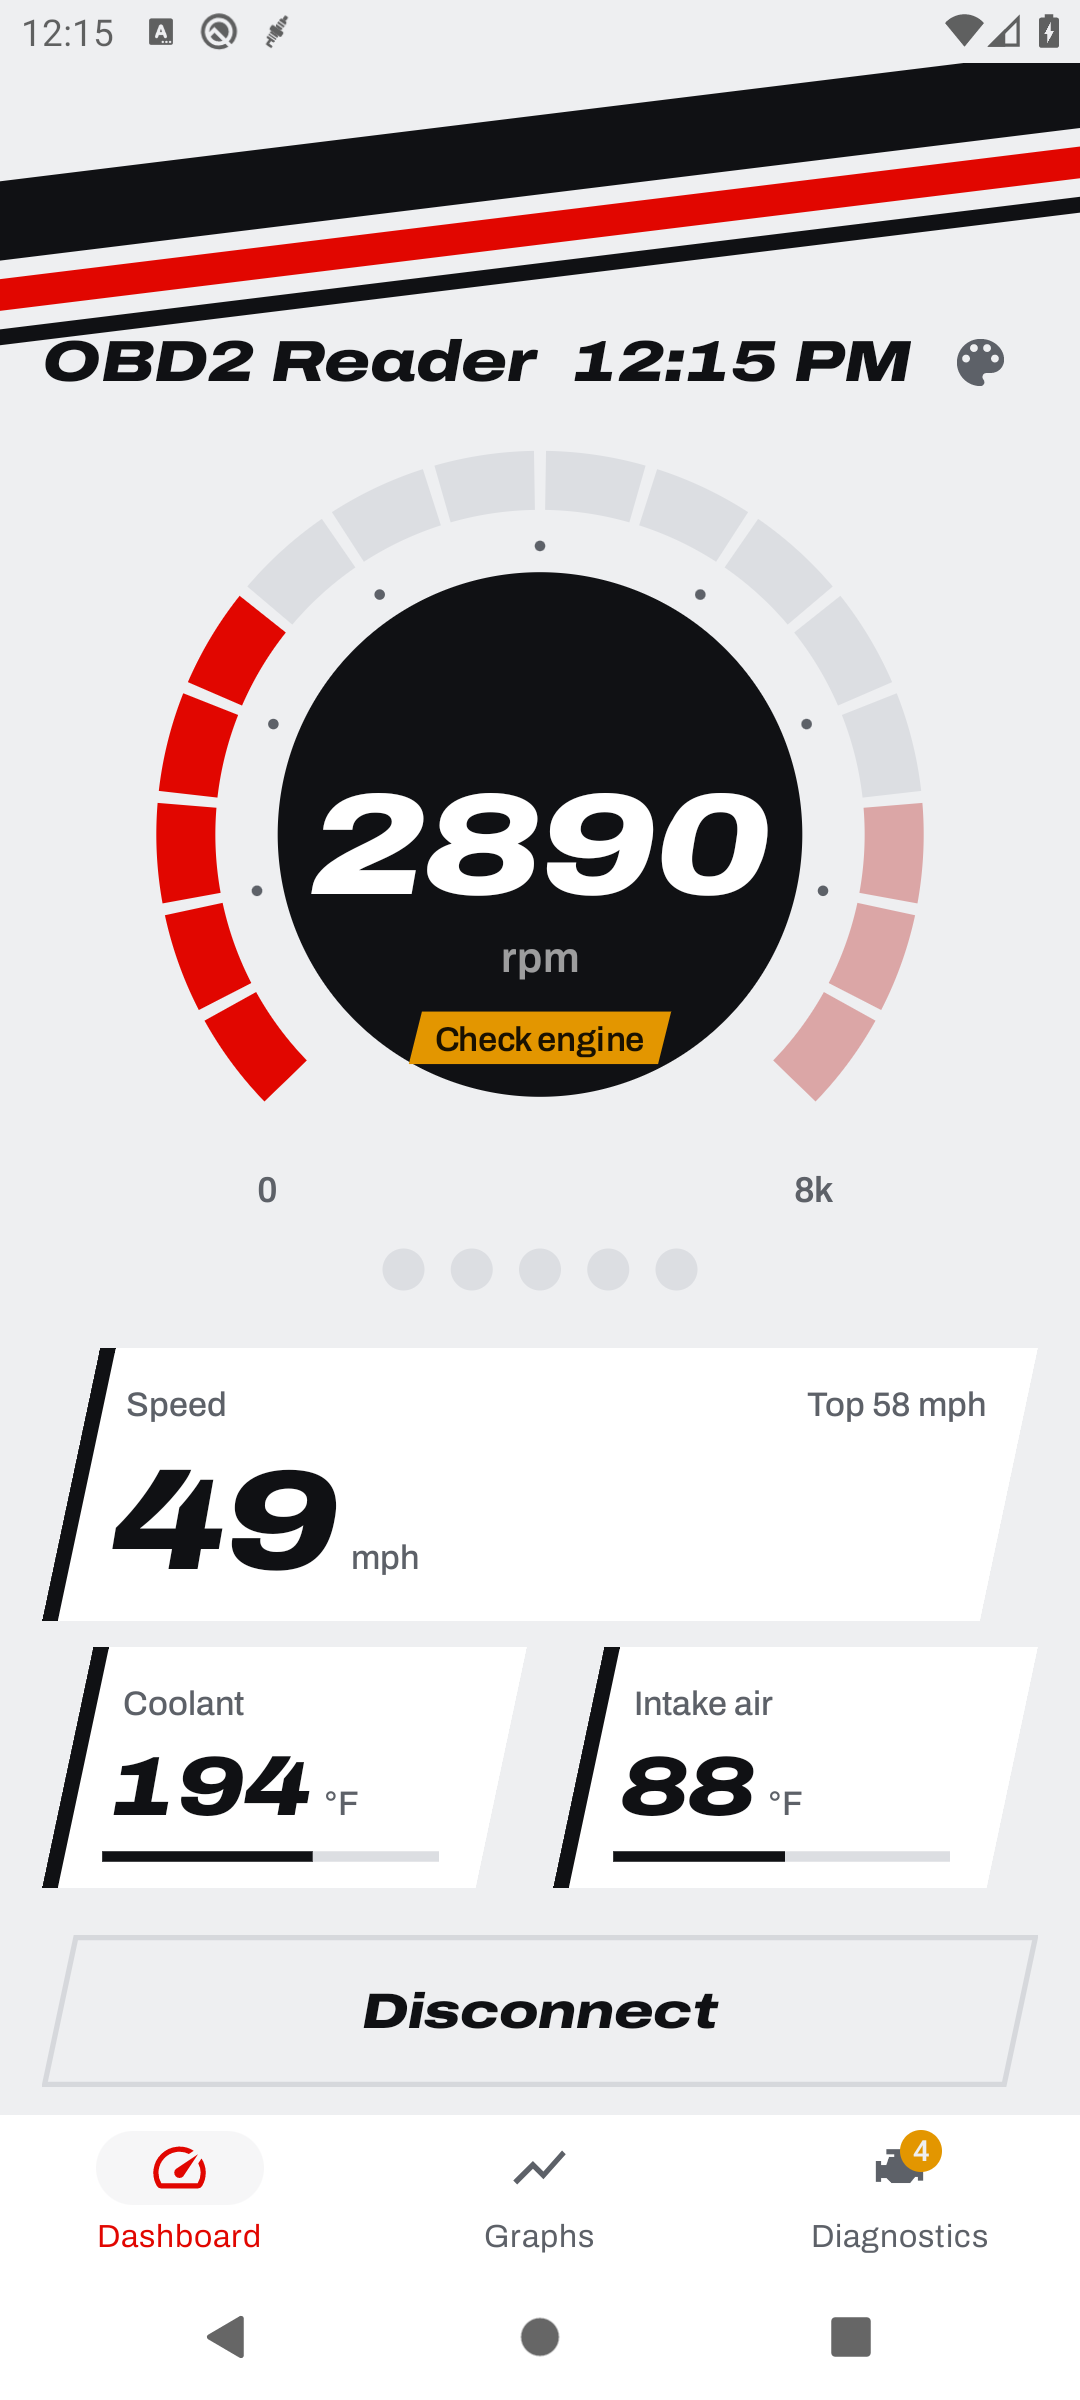 12:15
OBD2 Reader 12:15 PM
2890
rpm
Check engine
0 8k
Speed Top 58 mph
49 mph
Coolant Intake air
194 °F 88 °F
Disconnect
4
Dashboard Graphs Diagnostics